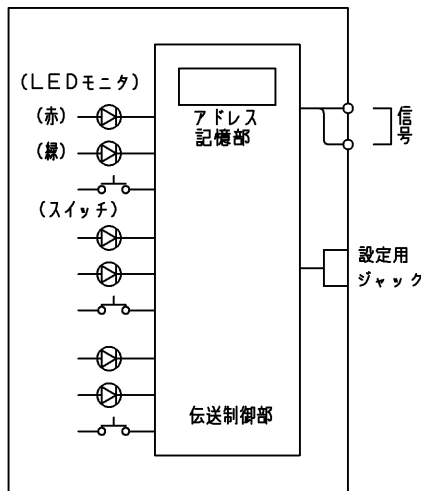 (LEDモニタ)
(赤)
(緑)
(スイッチ)
アドレス
記憶部
信号
設定用
ジャック
伝送制御部